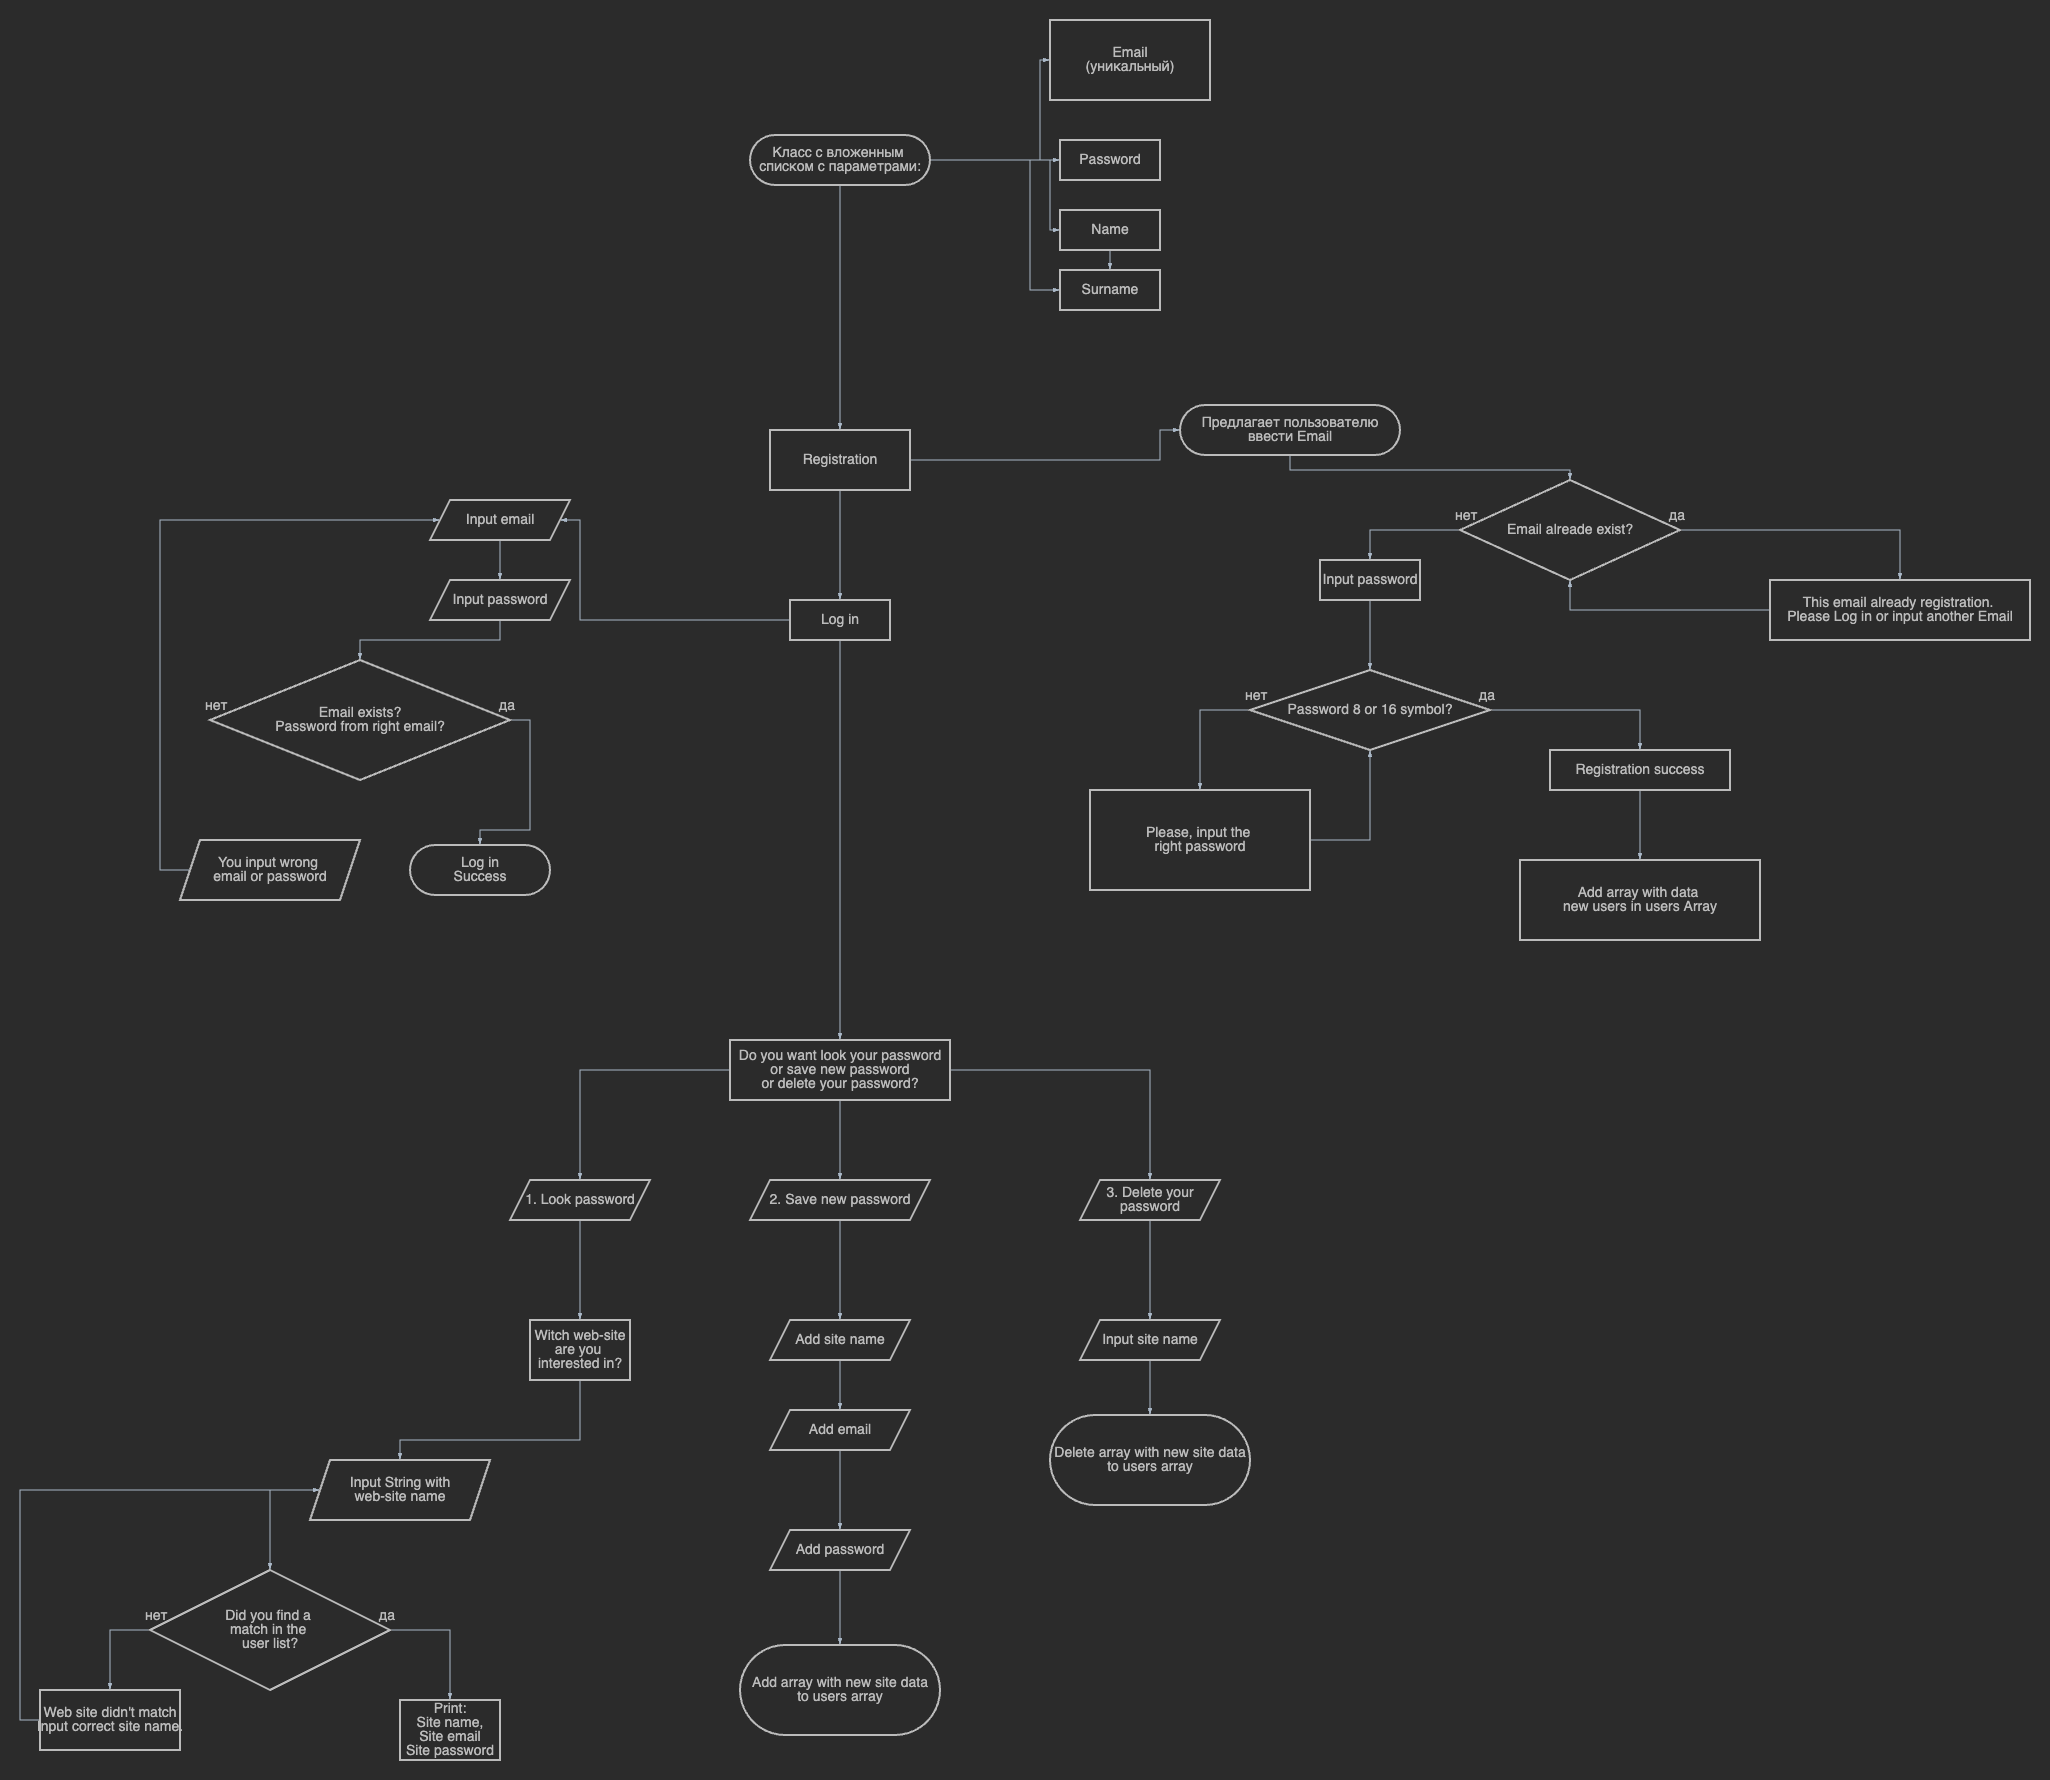 Email
(уникальный)
Класс с вложенным
списком с параметрами:
Password
Name
Surname
Registration
Предлагает пользователю
ввести Email
нет
Email alreade exist?
да
Input password
This email already registration.
Please Log in or input another Email
нет
Password 8 or 16 symbol?
да
Please, input the
right password
Registration success
Add array with data
new users in users Array
Input email
Input password
Log in
нет
Email exists?
Password from right email?
да
You input wrong
email or password
Log in
Success
Do you want look your password
or save new password
or delete your password?
1. Look password
2. Save new password
3. Delete your
password
Witch web-site
are you
interested in?
Add site name
Input site name
Add email
Delete array with new site data
to users array
Input String with
web-site name
Add password
нет
Did you find a
match in the
user list?
да
Web site didn't match
Input correct site name.
Print:
Site name,
Site email
Site password
Add array with new site data
to users array